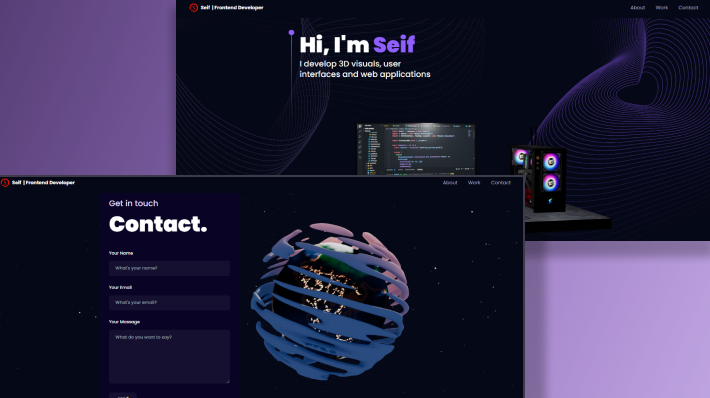 Seif | Frontend Developer
About Work Contact
Hi, I'm Seif
I develop 3D visuals, user
interfaces and web applications
Seif | Frontend Developer
About Work Contact
Get in touch
Contact.
Your Name
What's your name?
Your Email
What's your email?
Your Message
What do you want to say?